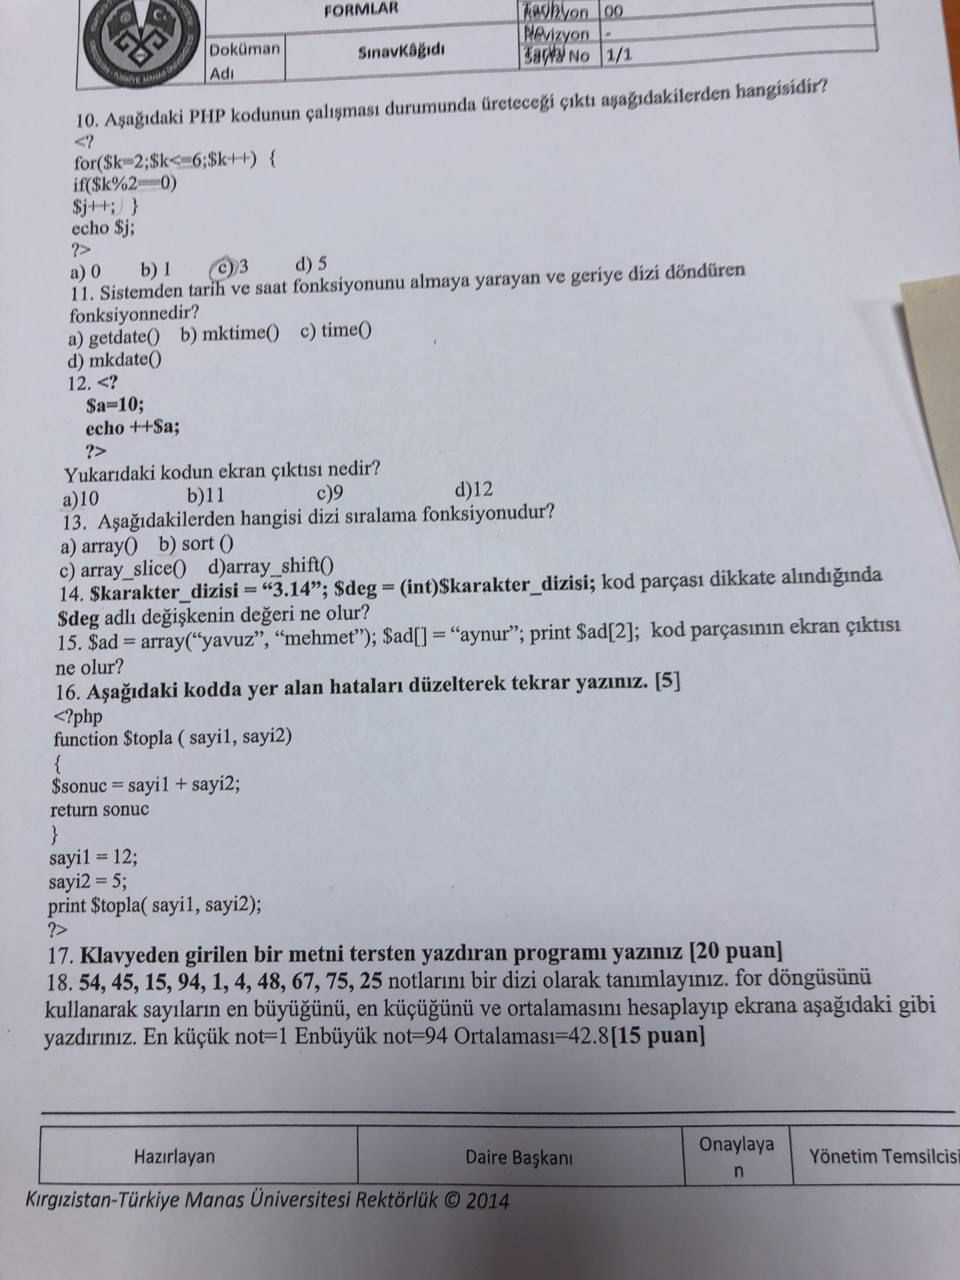 FORMLAR
00
Revizyon
-
Doküman
Adı
SınavKâğıdı
Sayfa No
1/1
10. Aşağıdaki PHP kodunun çalışması durumunda üreteceği çıktı aşağıdakilerden hangisidir?
<?
for($k=2;$k<=6;$k++) {
if($k%2==0)
$j++; }
echo $j;
?>
a) 0 b) 1 c) 3 d) 5
11. Sistemden tarih ve saat fonksiyonunu almaya yarayan ve geriye dizi döndüren
fonksiyonnedir?
a) getdate() b) mktime() c) time()
d) mkdate()
12. <?
$a=10;
echo ++$a;
?>
Yukarıdaki kodun ekran çıktısı nedir?
a)10 b)11 c)9 d)12
13. Aşağıdakilerden hangisi dizi sıralama fonksiyonudur?
a) array() b) sort ()
c) array_slice() d)array_shift()
14. $karakter_dizisi = “3.14”; $deg = (int)$karakter_dizisi; kod parçası dikkate alındığında
$deg adlı değişkenin değeri ne olur?
15. $ad = array(“yavuz”, “mehmet”); $ad[] = “aynur”; print $ad[2]; kod parçasının ekran çıktısı
ne olur?
16. Aşağıdaki kodda yer alan hataları düzelterek tekrar yazınız. [5]
<?php
function $topla ( sayi1, sayi2)
{
$sonuc = sayi1 + sayi2;
return sonuc
}
sayi1 = 12;
sayi2 = 5;
print $topla( sayi1, sayi2);
?>
17. Klavyeden girilen bir metni tersten yazdıran programı yazınız [20 puan]
18. 54, 45, 15, 94, 1, 4, 48, 67, 75, 25 notlarını bir dizi olarak tanımlayınız. for döngüsünü
kullanarak sayıların en büyüğünü, en küçüğünü ve ortalamasını hesaplayıp ekrana aşağıdaki gibi
yazdırınız. En küçük not=1 Enbüyük not=94 Ortalaması=42.8[15 puan]
Hazırlayan
Daire Başkanı
Onaylaya
n
Yönetim Temsilcisi
Kırgızistan-Türkiye Manas Üniversitesi Rektörlük © 2014